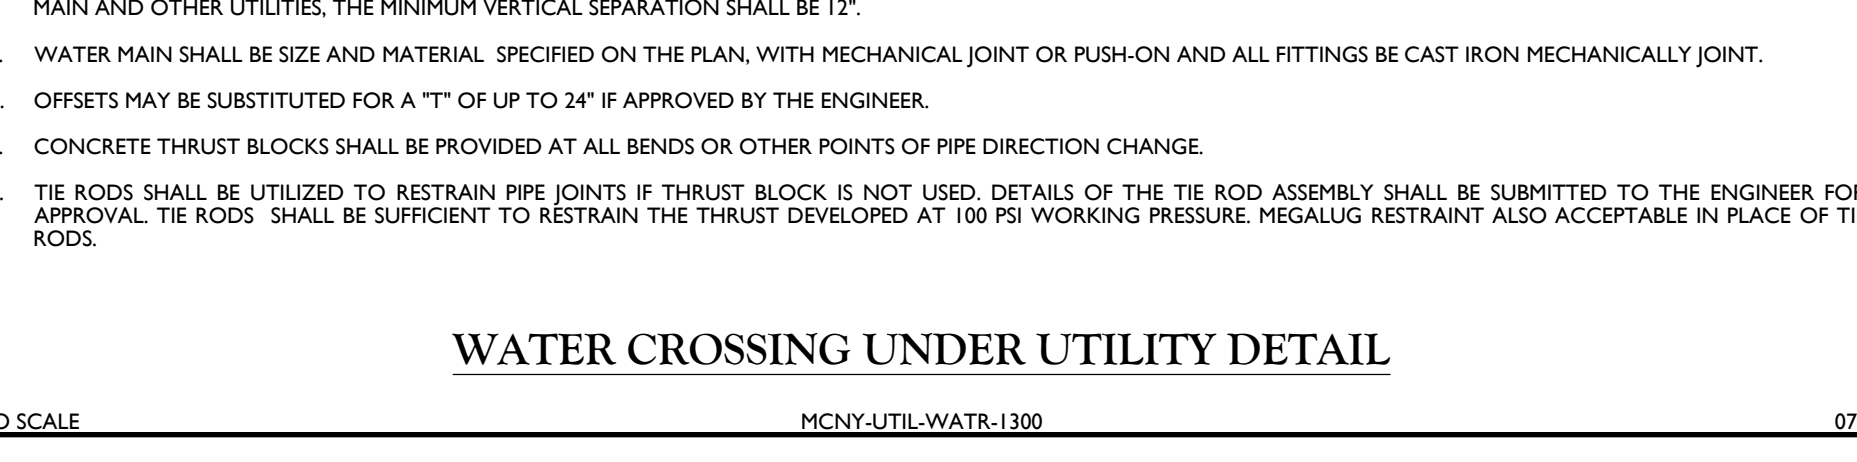 MAIN AND OTHER UTILITIES, THE MINIMUM VERTICAL SEPARATION SHALL BE 12".
. WATER MAIN SHALL BE SIZE AND MATERIAL SPECIFIED ON THE PLAN, WITH MECHANICAL JOINT OR PUSH-ON AND ALL FITTINGS BE CAST IRON MECHANICALLY JOINT.
. OFFSETS MAY BE SUBSTITUTED FOR A "T" OF UP TO 24" IF APPROVED BY THE ENGINEER.
. CONCRETE THRUST BLOCKS SHALL BE PROVIDED AT ALL BENDS OR OTHER POINTS OF PIPE DIRECTION CHANGE.
. TIE RODS SHALL BE UTILIZED TO RESTRAIN PIPE JOINTS IF THRUST BLOCK IS NOT USED. DETAILS OF THE TIE ROD ASSEMBLY SHALL BE SUBMITTED TO THE ENGINEER FOR
APPROVAL. TIE RODS SHALL BE SUFFICIENT TO RESTRAIN THE THRUST DEVELOPED AT 100 PSI WORKING PRESSURE. MEGALUG RESTRAINT ALSO ACCEPTABLE IN PLACE OF TI
RODS.
WATER CROSSING UNDER UTILITY DETAIL
O SCALE MCNY-UTIL-WATR-1300 07